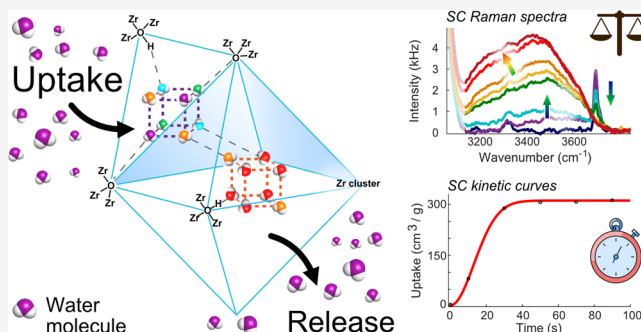 Zr
Zr
Zr
O
H
Zr
Zr
Zr
O
Uptake
Zr
Zr
Zr
O
Zr cluster
O
H
Zr
Zr
Zr
Water
molecule
Release
SC Raman spectra
Intensity (kHz)
4
3
2
1
0
3200
3400
3600
Wavenumber (cm⁻¹)
SC kinetic curves
Uptake (cm³ / g)
300
150
0
0
20
40
60
80
100
Time (s)